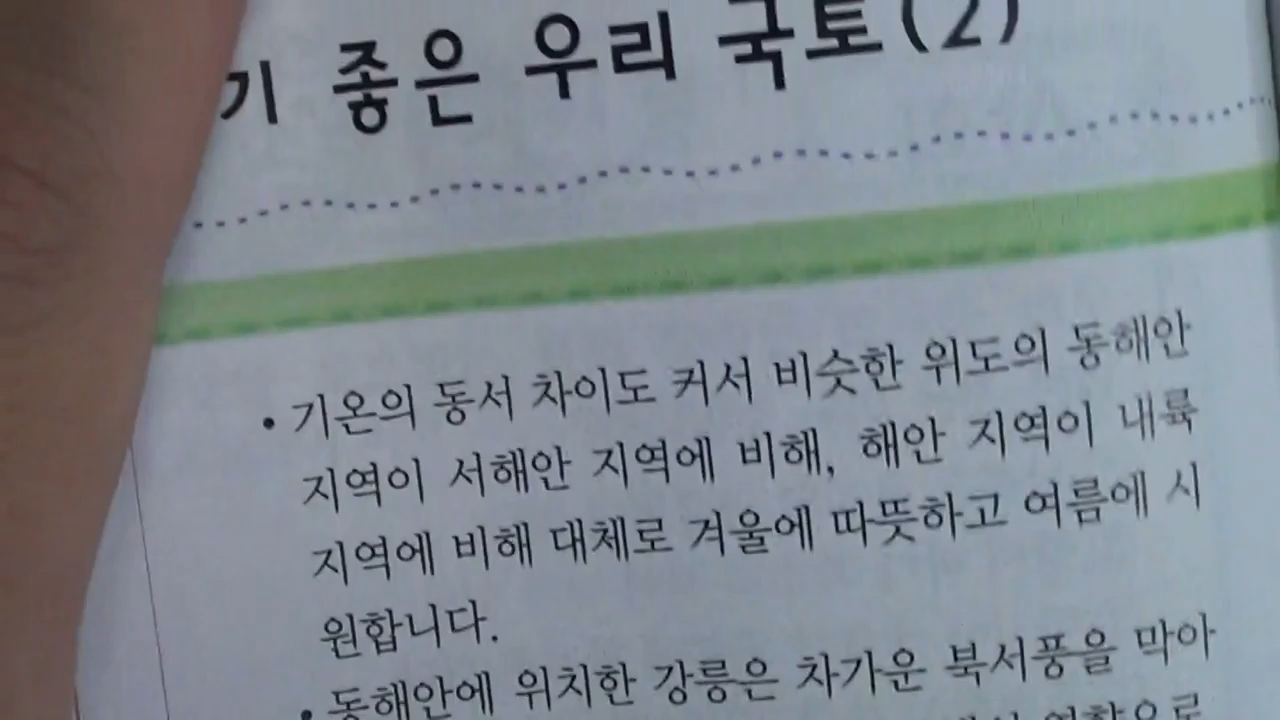 기 좋은 우리 국토(2)
• 기온의 동서 차이도 커서 비슷한 위도의 동해안
지역이 서해안 지역에 비해, 해안 지역이 내륙
지역에 비해 대체로 겨울에 따뜻하고 여름에 시
원합니다.
• 동해안에 위치한 강릉은 차가운 북서풍을 막아